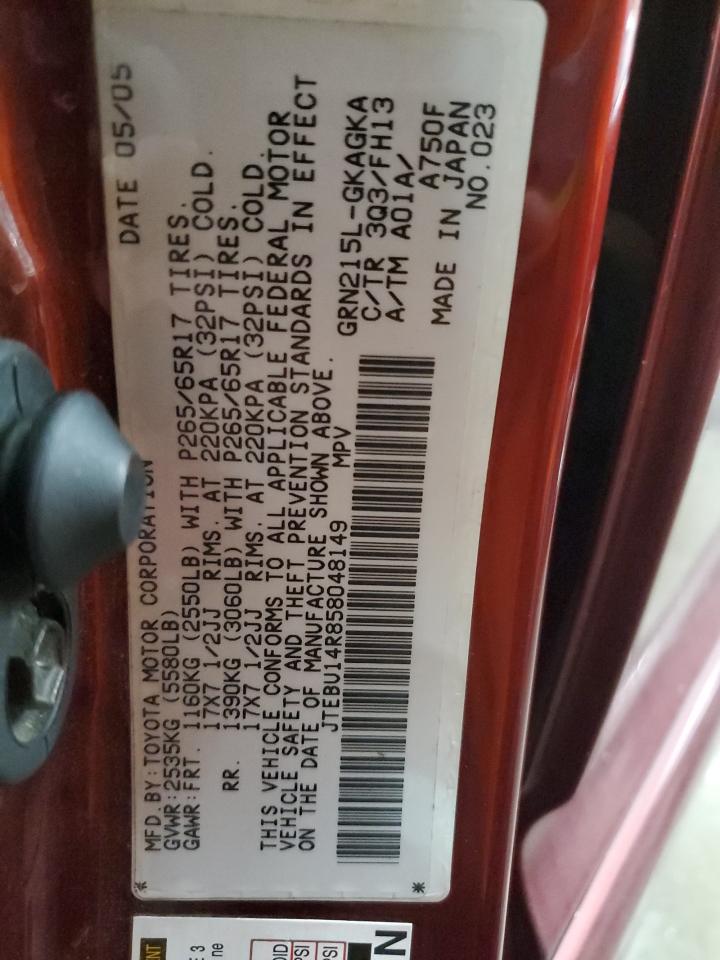 MFD.BY:TOYOTA MOTOR CORPORATION DATE 05/05
GVWR:2535KG (5580LB)
GAWR:FRT. 1160KG (2550LB) WITH P265/65R17 TIRES.
17X7 1/2JJ RIMS. AT 220KPA (32PSI) COLD.
RR. 1390KG (3060LB) WITH P265/65R17 TIRES.
17X7 1/2JJ RIMS. AT 220KPA (32PSI) COLD.
THIS VEHICLE CONFORMS TO ALL APPLICABLE FEDERAL MOTOR
VEHICLE SAFETY AND THEFT PREVENTION STANDARDS IN EFFECT
ON THE DATE OF MANUFACTURE SHOWN ABOVE.
JTEBU14R858048149 MPV
GRN215L-GKAGKA
C/TR 3Q3/FH13
A/TM A01A/
A750F
MADE IN JAPAN
NO.023
* *
E 3
ne
PSI
PSI
N